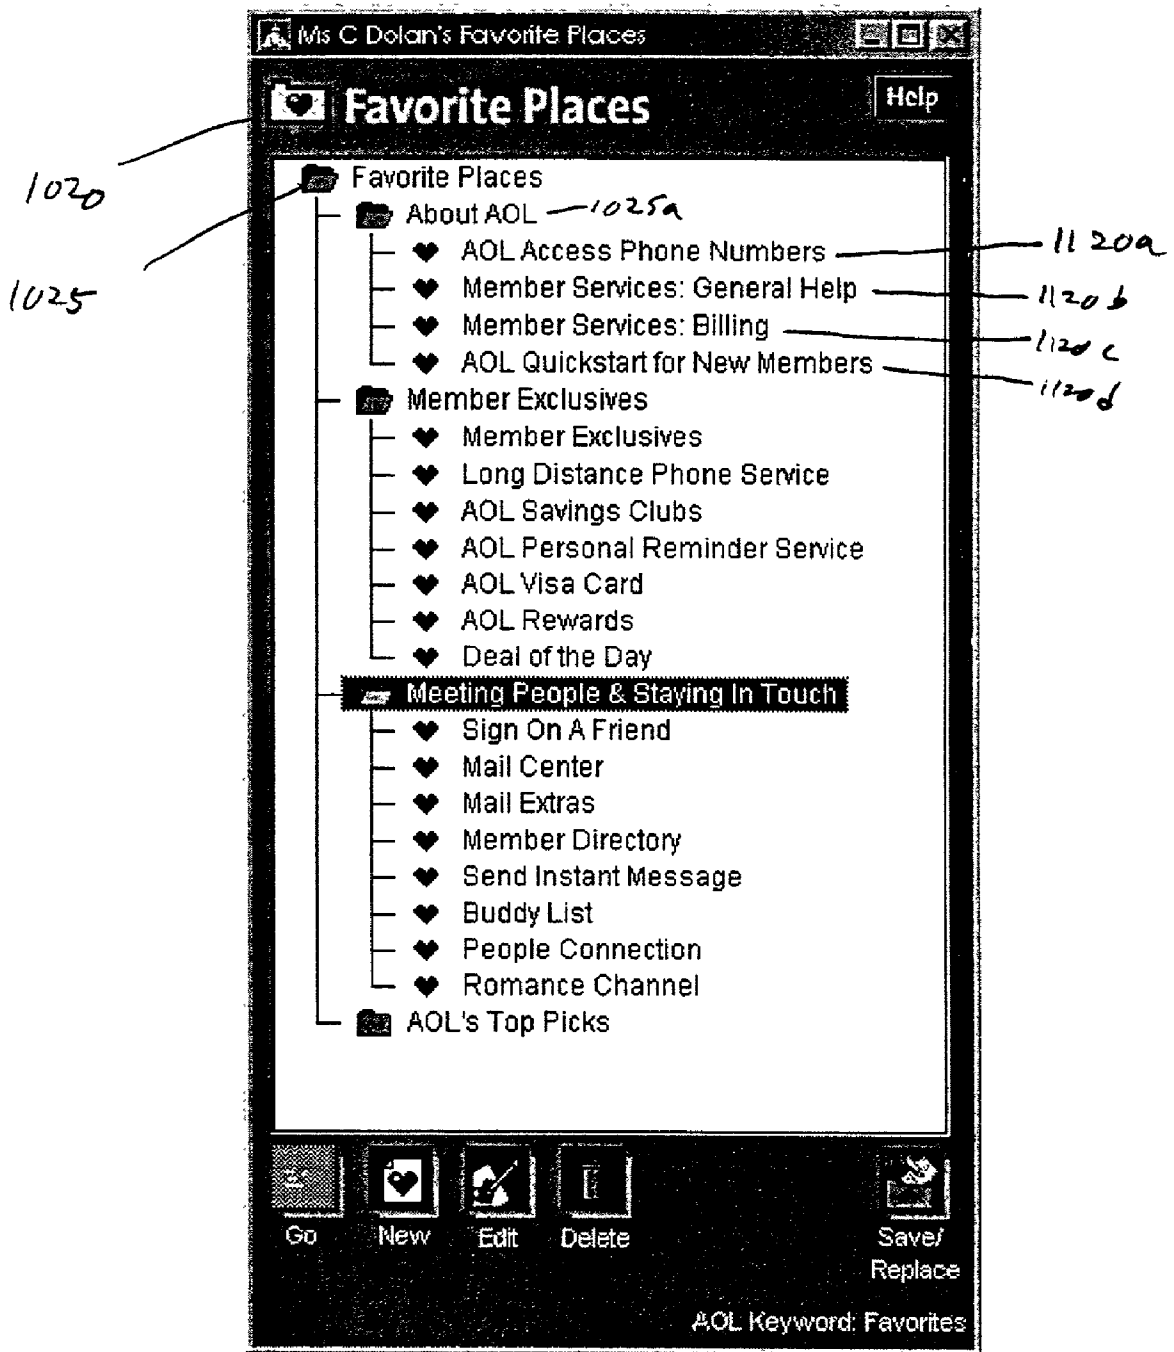 Ms C Dolan's Favorite Places
Favorite Places Help
1020
1025
Favorite Places
About AOL 1025a
AOL Access Phone Numbers 1120a
Member Services: General Help 1120b
Member Services: Billing 1120c
AOL Quickstart for New Members 1120d
Member Exclusives
Member Exclusives
Long Distance Phone Service
AOL Savings Clubs
AOL Personal Reminder Service
AOL Visa Card
AOL Rewards
Deal of the Day
Meeting People & Staying In Touch
Sign On A Friend
Mail Center
Mail Extras
Member Directory
Send Instant Message
Buddy List
People Connection
Romance Channel
AOL's Top Picks
Go New Edit Delete Save/
Replace
AOL Keyword: Favorites